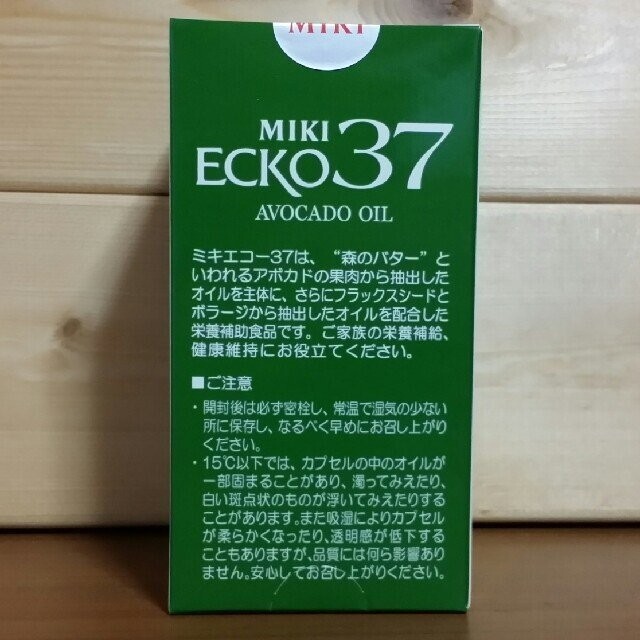 MIKI
MIKI
ECKO37
AVOCADO OIL
ミキエコー37は、“森のバター”と
いわれるアボカドの果肉から抽出した
オイルを主体に、さらにフラックスシードと
ボラージから抽出したオイルを配合した
栄養補助食品です。ご家族の栄養補給、
健康維持にお役立てください。
■ご注意
・開封後は必ず密栓し、常温で湿気の少ない
所に保存し、なるべく早めにお召し上がり
ください。
・15℃以下では、カプセルの中のオイルが
一部固まることがあり、濁ってみえたり、
白い斑点状のものが浮いてみえたりする
ことがあります。また吸湿によりカプセル
が柔らかくなったり、透明感が低下する
こともありますが、品質には何ら影響あり
ません。安心してお召し上がりください。